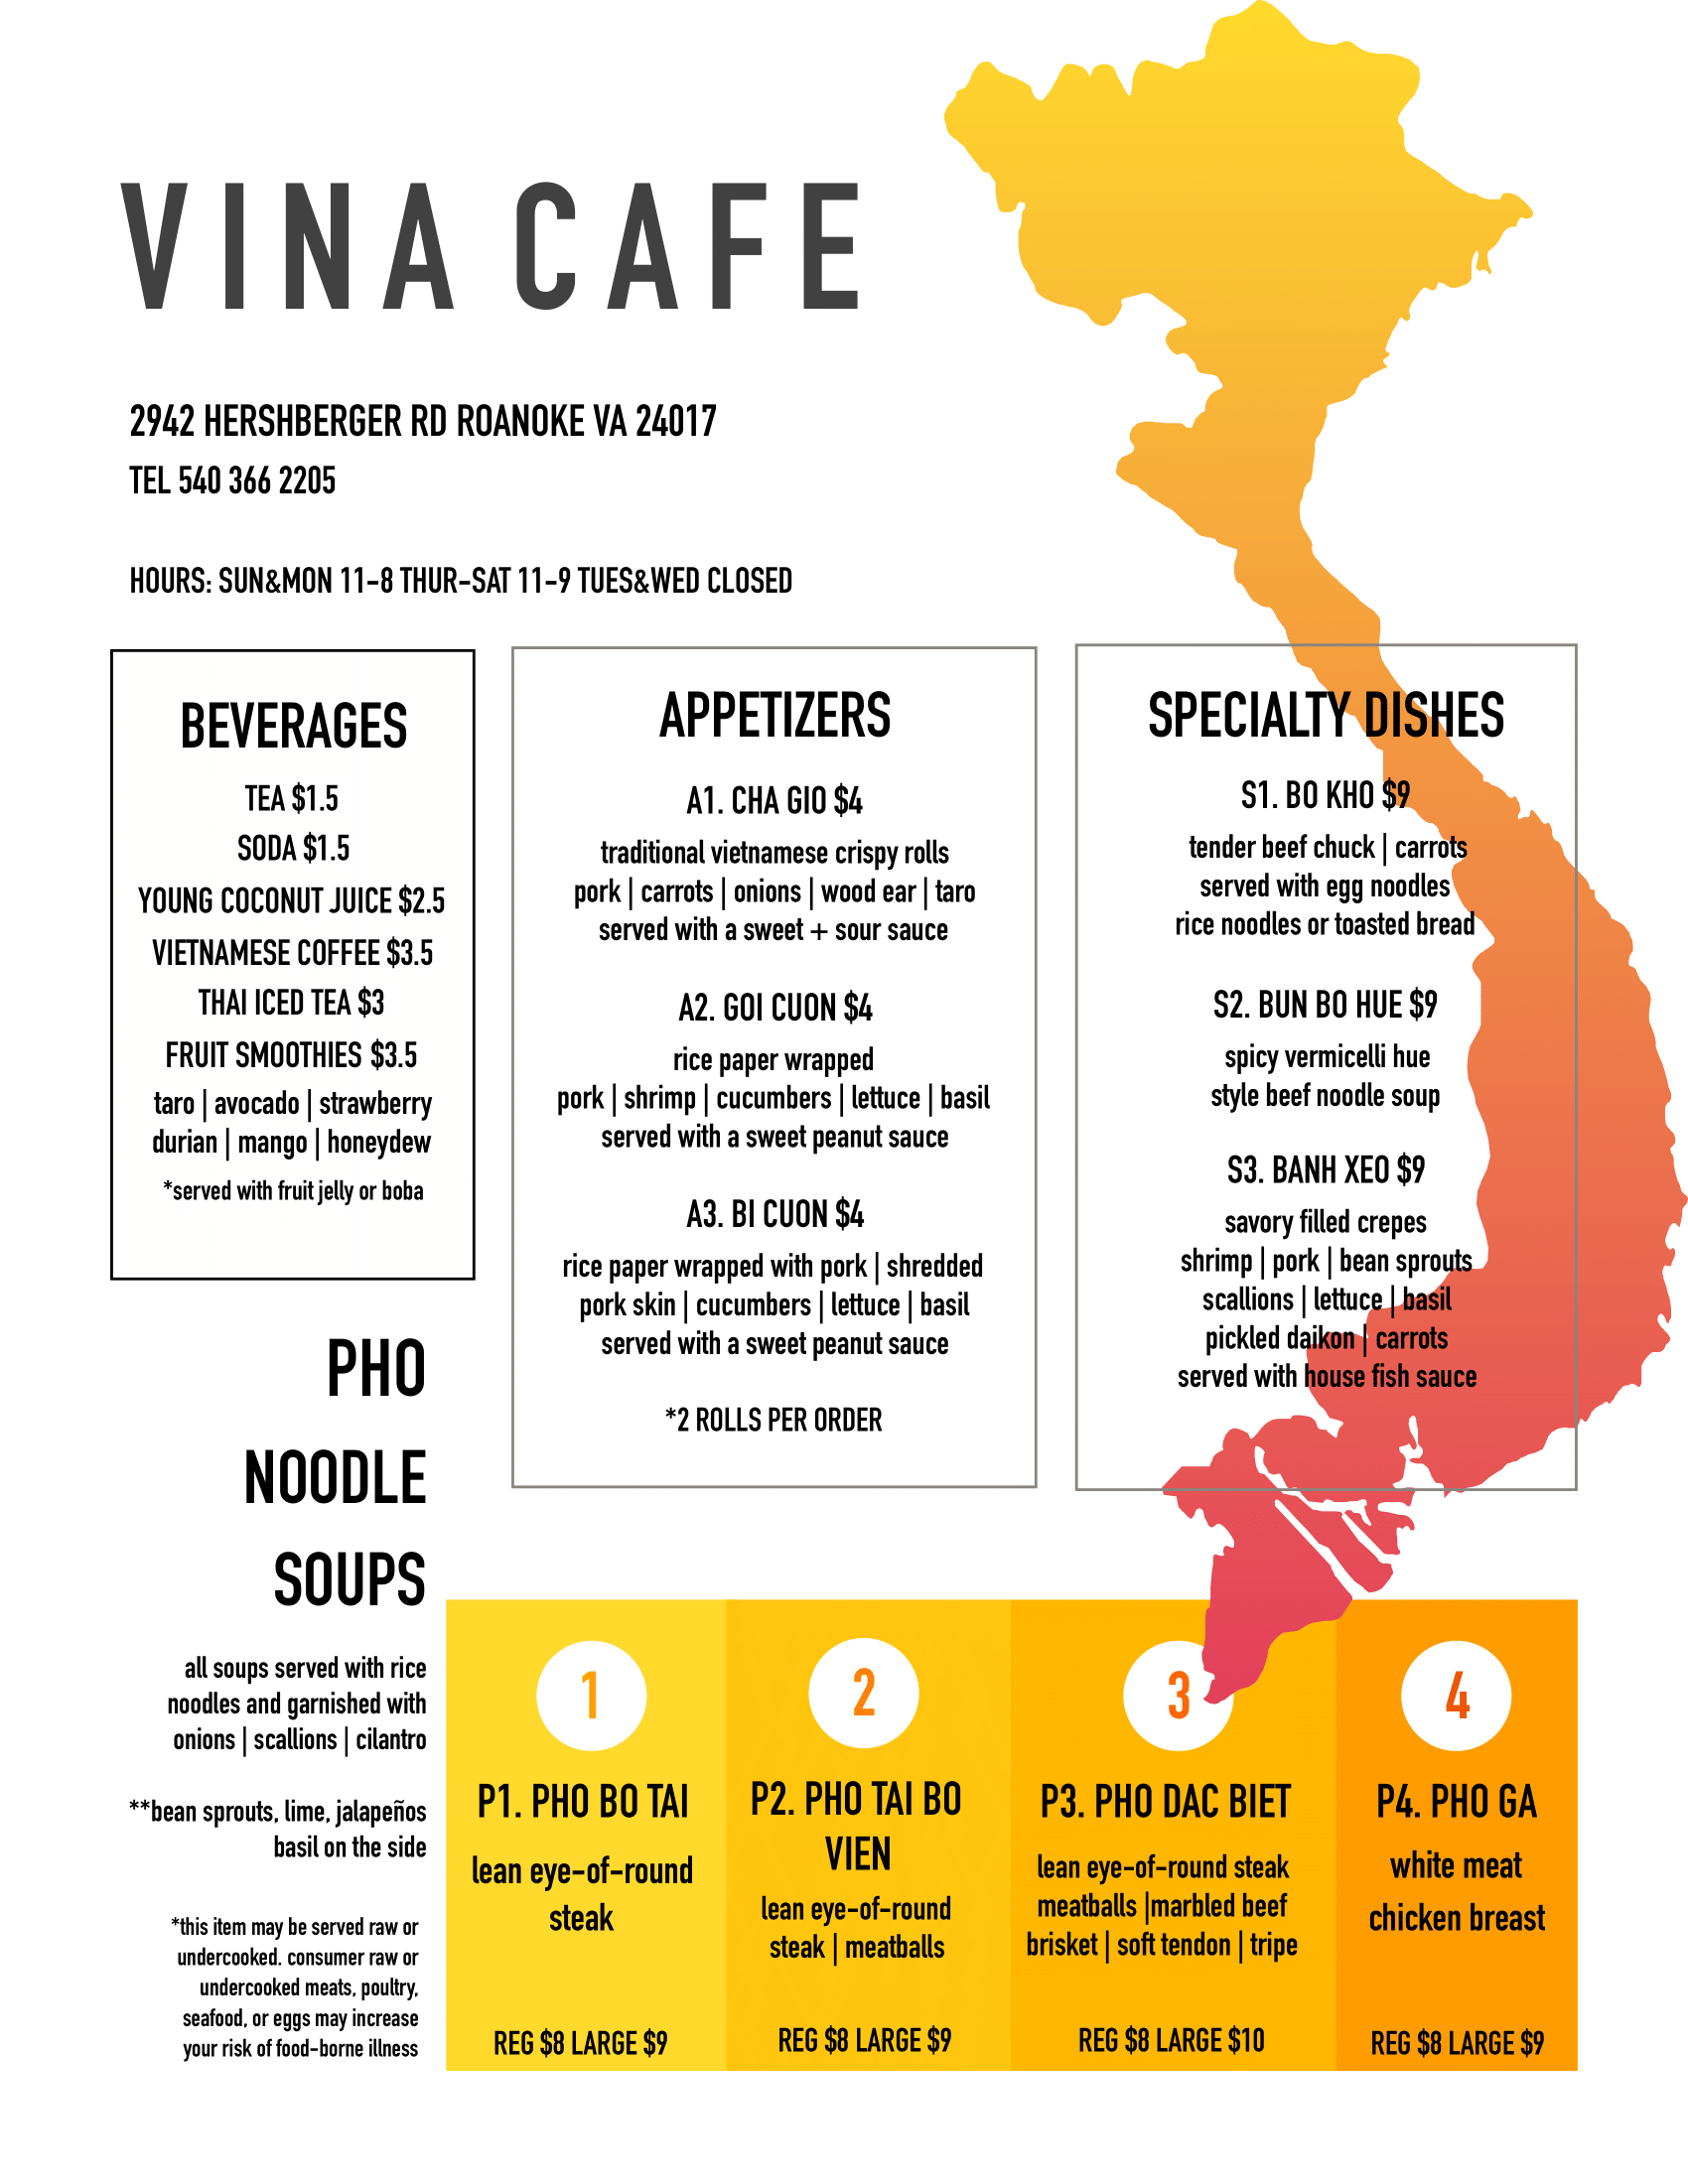 VINA CAFE
2942 HERSHBERGER RD ROANOKE VA 24017
TEL 540 366 2205
HOURS: SUN&MON 11-8 THUR-SAT 11-9 TUES&WED CLOSED
BEVERAGES
TEA $1.5
SODA $1.5
YOUNG COCONUT JUICE $2.5
VIETNAMESE COFFEE $3.5
THAI ICED TEA $3
FRUIT SMOOTHIES $3.5
taro | avocado | strawberry
durian | mango | honeydew
*served with fruit jelly or boba
APPETIZERS
A1. CHA GIO $4
traditional vietnamese crispy rolls
pork | carrots | onions | wood ear | taro
served with a sweet + sour sauce
A2. GOI CUON $4
rice paper wrapped
pork | shrimp | cucumbers | lettuce | basil
served with a sweet peanut sauce
A3. BI CUON $4
rice paper wrapped with pork | shredded
pork skin | cucumbers | lettuce | basil
served with a sweet peanut sauce
*2 ROLLS PER ORDER
SPECIALTY DISHES
S1. BO KHO $9
tender beef chuck | carrots
served with egg noodles
rice noodles or toasted bread
S2. BUN BO HUE $9
spicy vermicelli hue
style beef noodle soup
S3. BANH XEO $9
savory filled crepes
shrimp | pork | bean sprouts
scallions | lettuce | basil
pickled daikon | carrots
served with house fish sauce
PHO
NOODLE
SOUPS
all soups served with rice
noodles and garnished with
onions | scallions | cilantro
**bean sprouts, lime, jalapeños
basil on the side
*this item may be served raw or
undercooked. consumer raw or
undercooked meats, poultry,
seafood, or eggs may increase
your risk of food-borne illness
1
P1. PHO BO TAI
lean eye-of-round
steak
REG $8 LARGE $9
2
P2. PHO TAI BO
VIEN
lean eye-of-round
steak | meatballs
REG $8 LARGE $9
3
P3. PHO DAC BIET
lean eye-of-round steak
meatballs |marbled beef
brisket | soft tendon | tripe
REG $8 LARGE $10
4
P4. PHO GA
white meat
chicken breast
REG $8 LARGE $9